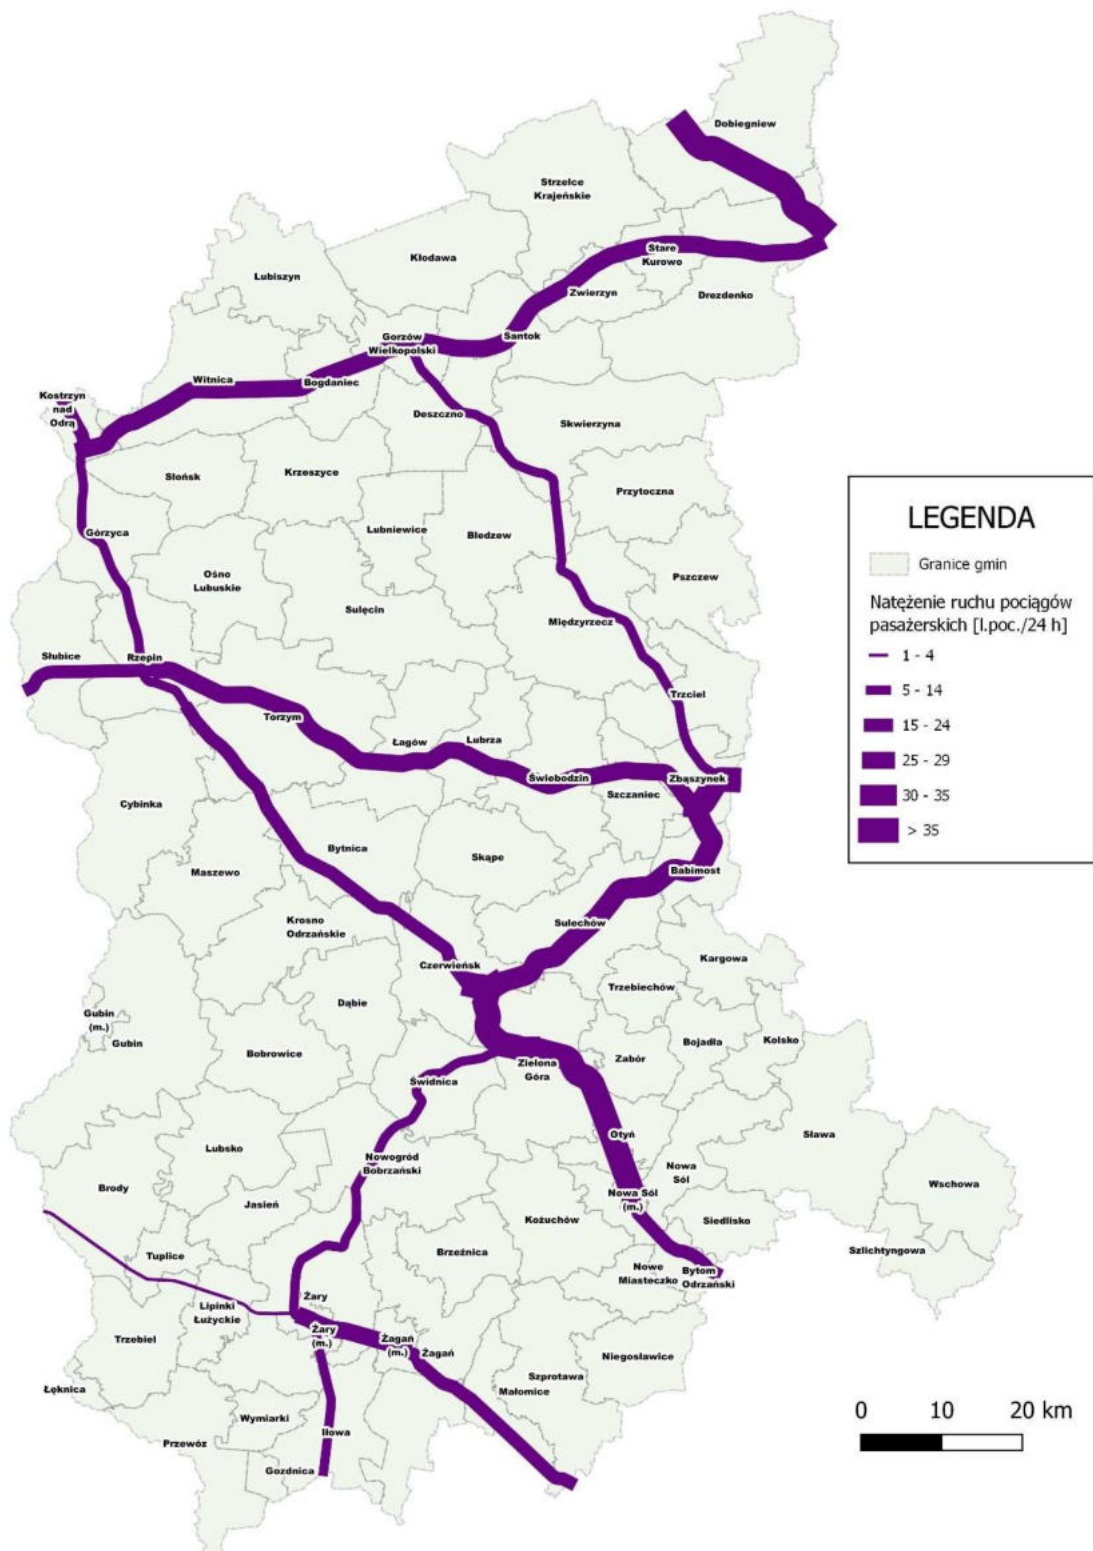 Dobiegniew
Strzelce
Krajeńskie
Stare
Kurowo
Kłodawa
Lubiszyn
Zwierzyn
Drezdenko
Gorzów
Wielkopolski
Santok
Witnica
Bogdaniec
Kostrzyn
nad
Odrą
Deszczno
Skwierzyna
Słońsk
Krzeszyce
Przytoczna
Lubniewice
Bledzew
Górzyca
Ośno
Lubuskie
Pszczew
Sulęcin
Międzyrzecz
Słubice
Rzepin
Trzciel
Torzym
Łagów
Lubrza
Świebodzin
Zbąszynek
Szczaniec
Cybinka
Bytnica
Skąpe
Maszewo
Babimost
Krosno
Odrzańskie
Sulechów
Kargowa
Czerwieńsk
Trzebiechów
Dąbie
Gubin
(m.)
Gubin
Bobrowice
Bojadła
Kolsko
Zabór
Zielona
Góra
Świdnica
Otyń
Sława
Lubsko
Nowogród
Bobrzański
Nowa
Sól
Wschowa
Brody
Jasień
Nowa Sól
(m.)
Kożuchów
Siedlisko
Tuplice
Brzeźnica
Szlichtyngowa
Nowe
Miasteczko
Bytom
Odrzański
Żary
Lipinki
Łużyckie
Trzebiel
Żary
(m.)
Żagań
(m.)
Żagań
Niegosławice
Szprotawa
Małomice
Łęknica
Wymiarki
Iłowa
Przewóz
Gozdnica
LEGENDA
Granice gmin
Natężenie ruchu pociągów
pasażerskich [l.poc./24 h]
1 - 4
5 - 14
15 - 24
25 - 29
30 - 35
> 35
0 10 20 km